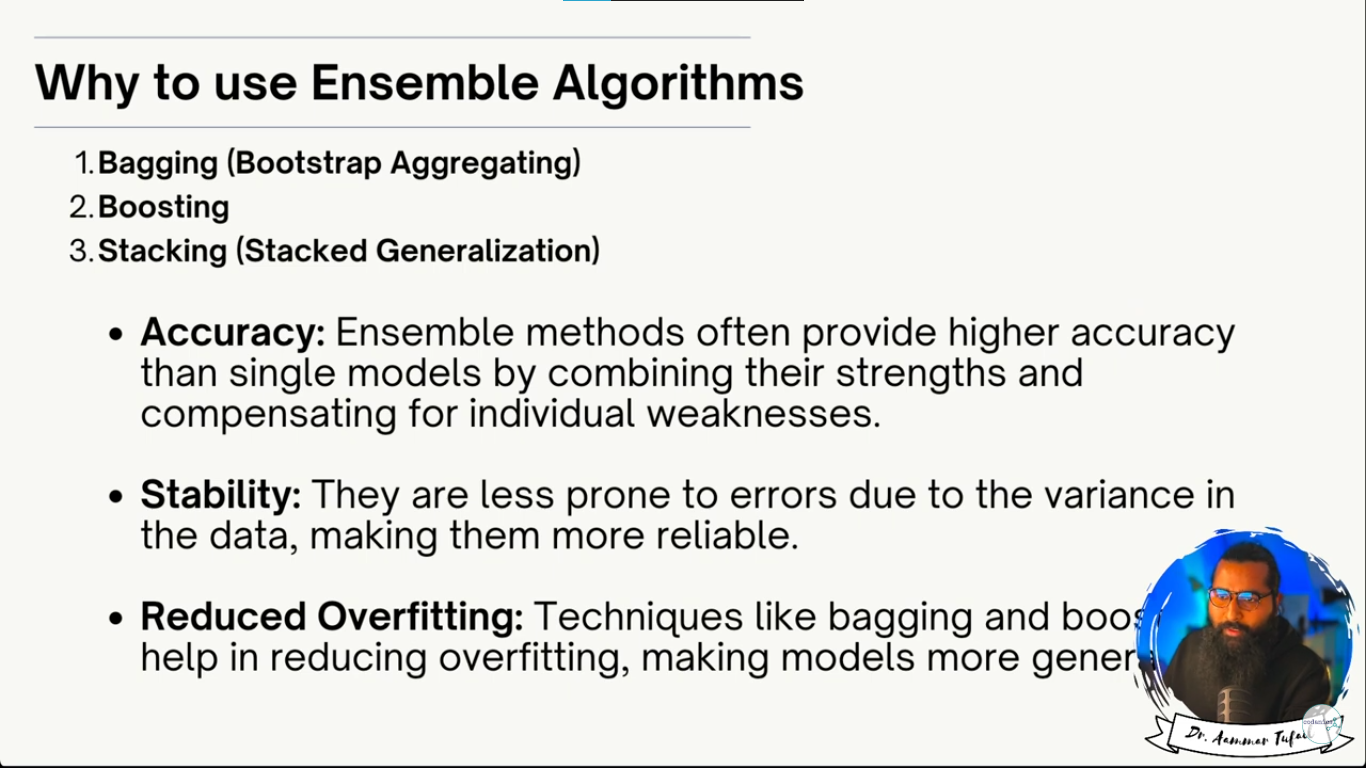 Why to use Ensemble Algorithms
1. Bagging (Bootstrap Aggregating)
2. Boosting
3. Stacking (Stacked Generalization)
• Accuracy: Ensemble methods often provide higher accuracy
than single models by combining their strengths and
compensating for individual weaknesses.
• Stability: They are less prone to errors due to the variance in
the data, making them more reliable.
• Reduced Overfitting: Techniques like bagging and
help in reducing overfitting, making models more
Dr. Aammar